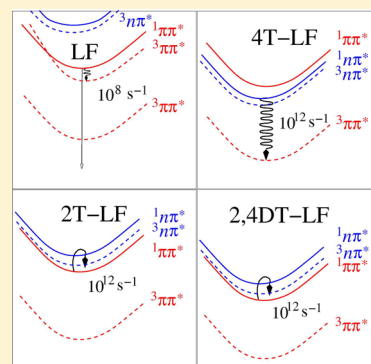 ³nπ*
LF
¹ππ*
³ππ*
10⁸ s⁻¹
³ππ*
4T−LF
¹ππ*
¹nπ*
³nπ*
10¹² s⁻¹
³ππ*
2T−LF
¹nπ*
³nπ*
¹ππ*
10¹² s⁻¹
³ππ*
2,4DT−LF
¹nπ*
³nπ*
¹ππ*
10¹² s⁻¹
³ππ*